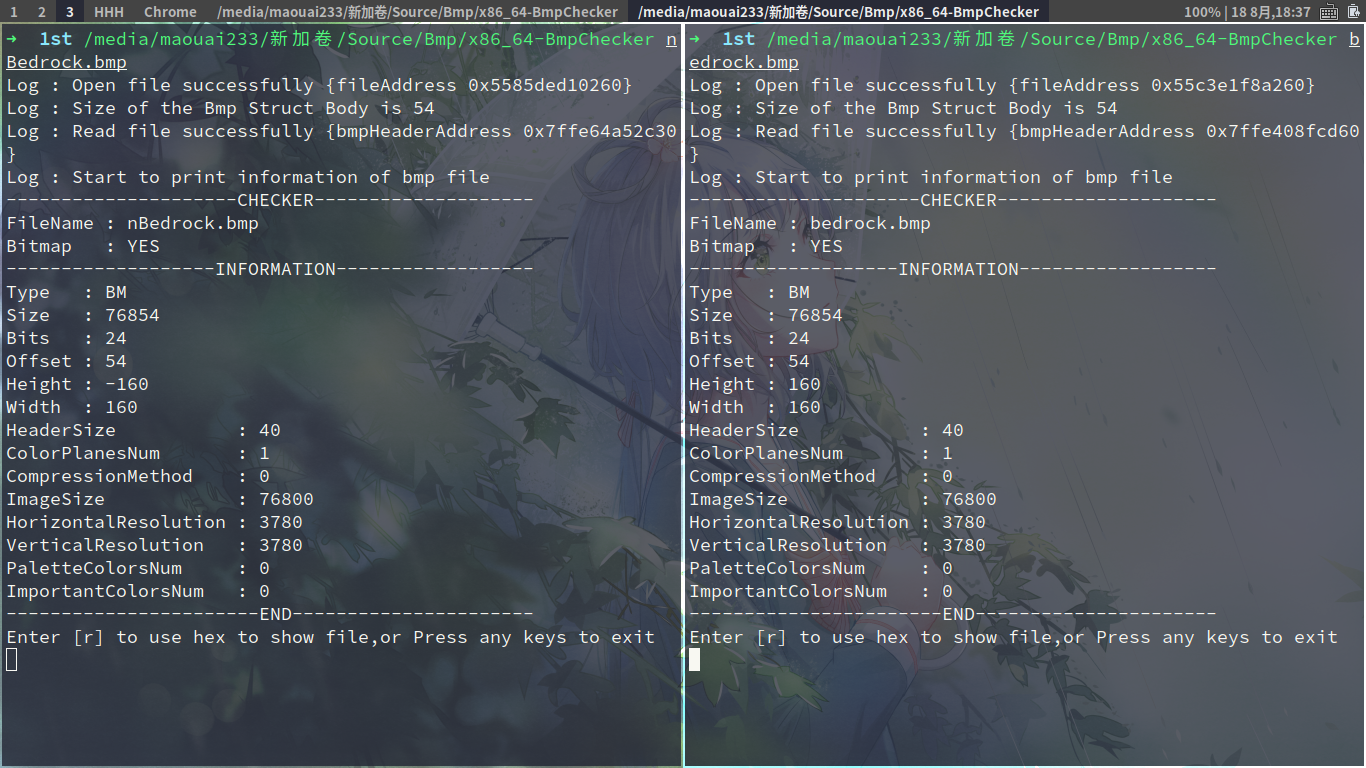 1 2 3 HHH Chrome /media/maouai233/新加卷/Source/Bmp/x86_64-BmpChecker /media/maouai233/新加卷/Source/Bmp/x86_64-BmpChecker 100% | 18 8月,18:37
➜  1st /media/maouai233/新加卷/Source/Bmp/x86_64-BmpChecker n
Bedrock.bmp
Log : Open file successfully {fileAddress 0x5585ded10260}
Log : Size of the Bmp Struct Body is 54
Log : Read file successfully {bmpHeaderAddress 0x7ffe64a52c30
}
Log : Start to print information of bmp file
---------------------CHECKER--------------------
FileName : nBedrock.bmp
Bitmap   : YES
-------------------INFORMATION------------------
Type   : BM
Size   : 76854
Bits   : 24
Offset : 54
Height : -160
Width  : 160
HeaderSize           : 40
ColorPlanesNum       : 1
CompressionMethod    : 0
ImageSize            : 76800
HorizontalResolution : 3780
VerticalResolution   : 3780
PaletteColorsNum     : 0
ImportantColorsNum   : 0
-----------------------END----------------------
Enter [r] to use hex to show file,or Press any keys to exit
➜  1st /media/maouai233/新加卷/Source/Bmp/x86_64-BmpChecker b
edrock.bmp
Log : Open file successfully {fileAddress 0x55c3e1f8a260}
Log : Size of the Bmp Struct Body is 54
Log : Read file successfully {bmpHeaderAddress 0x7ffe408fcd60
}
Log : Start to print information of bmp file
---------------------CHECKER--------------------
FileName : bedrock.bmp
Bitmap   : YES
-------------------INFORMATION------------------
Type   : BM
Size   : 76854
Bits   : 24
Offset : 54
Height : 160
Width  : 160
HeaderSize           : 40
ColorPlanesNum       : 1
CompressionMethod    : 0
ImageSize            : 76800
HorizontalResolution : 3780
VerticalResolution   : 3780
PaletteColorsNum     : 0
ImportantColorsNum   : 0
-----------------------END----------------------
Enter [r] to use hex to show file,or Press any keys to exit